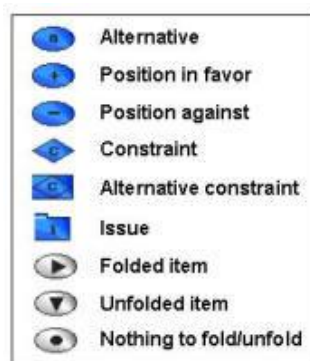 a Alternative
+ Position in favor
− Position against
C Constraint
C Alternative constraint
i Issue
Folded item
Unfolded item
Nothing to fold/unfold